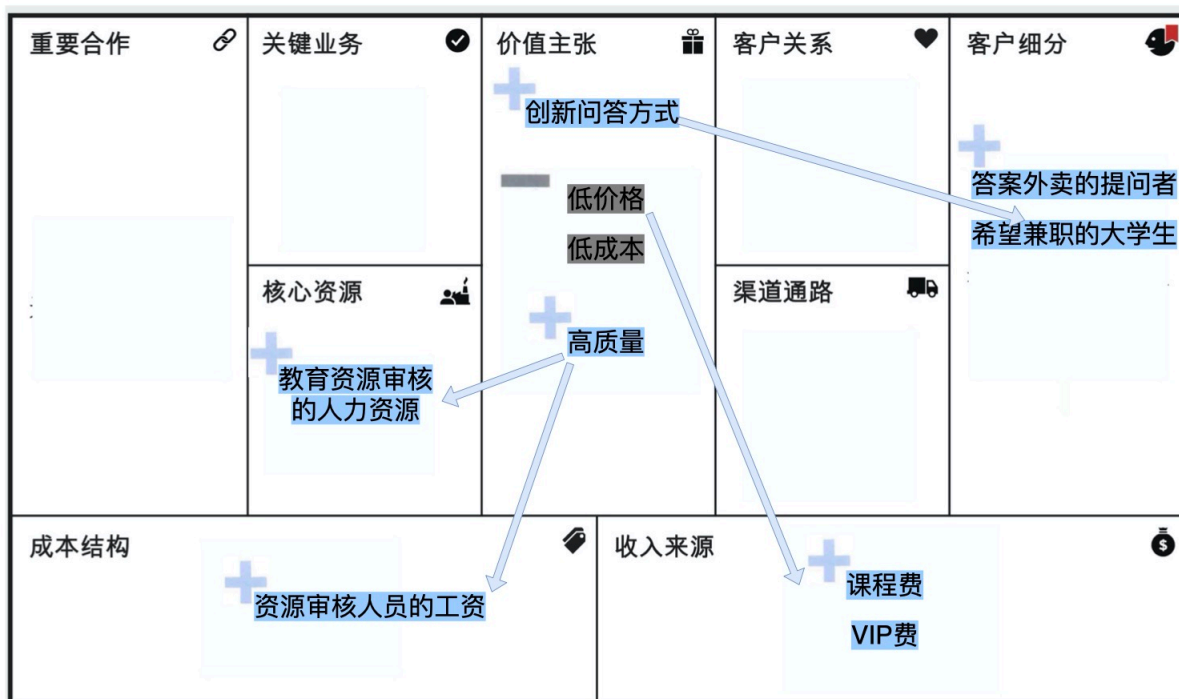 重要合作
关键业务
价值主张
创新问答方式
低价格
低成本
高质量
客户关系
客户细分
答案外卖的提问者
希望兼职的大学生
核心资源
教育资源审核
的人力资源
渠道通路
成本结构
资源审核人员的工资
收入来源
课程费
VIP费